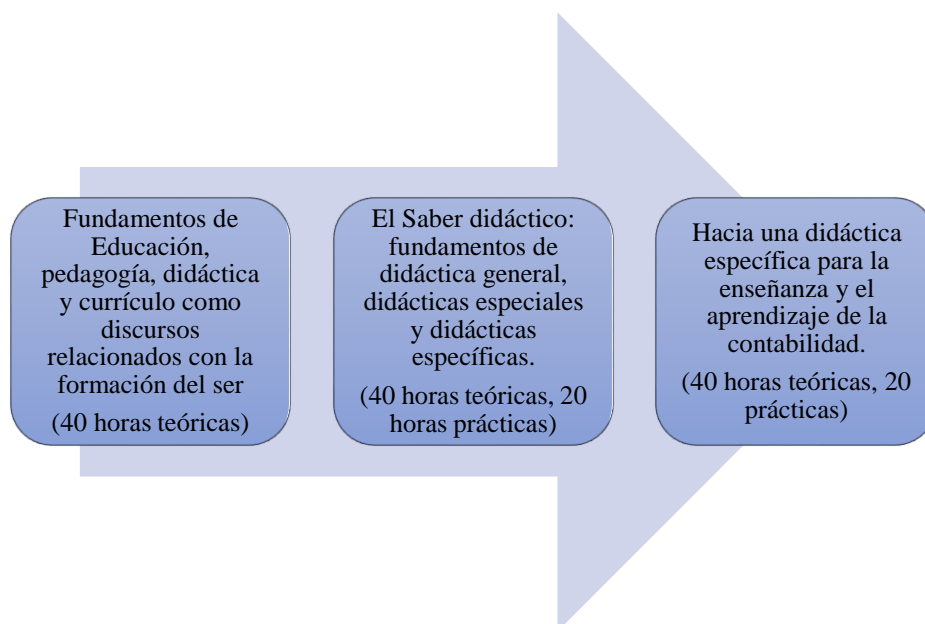 Fundamentos de
Educación,
pedagogía, didáctica
y currículo como
discursos
relacionados con la
formación del ser
(40 horas teóricas)
El Saber didáctico:
fundamentos de
didáctica general,
didácticas especiales
y didácticas
específicas.
(40 horas teóricas, 20
horas prácticas)
Hacia una didáctica
específica para la
enseñanza y el
aprendizaje de la
contabilidad.
(40 horas teóricas, 20
prácticas)